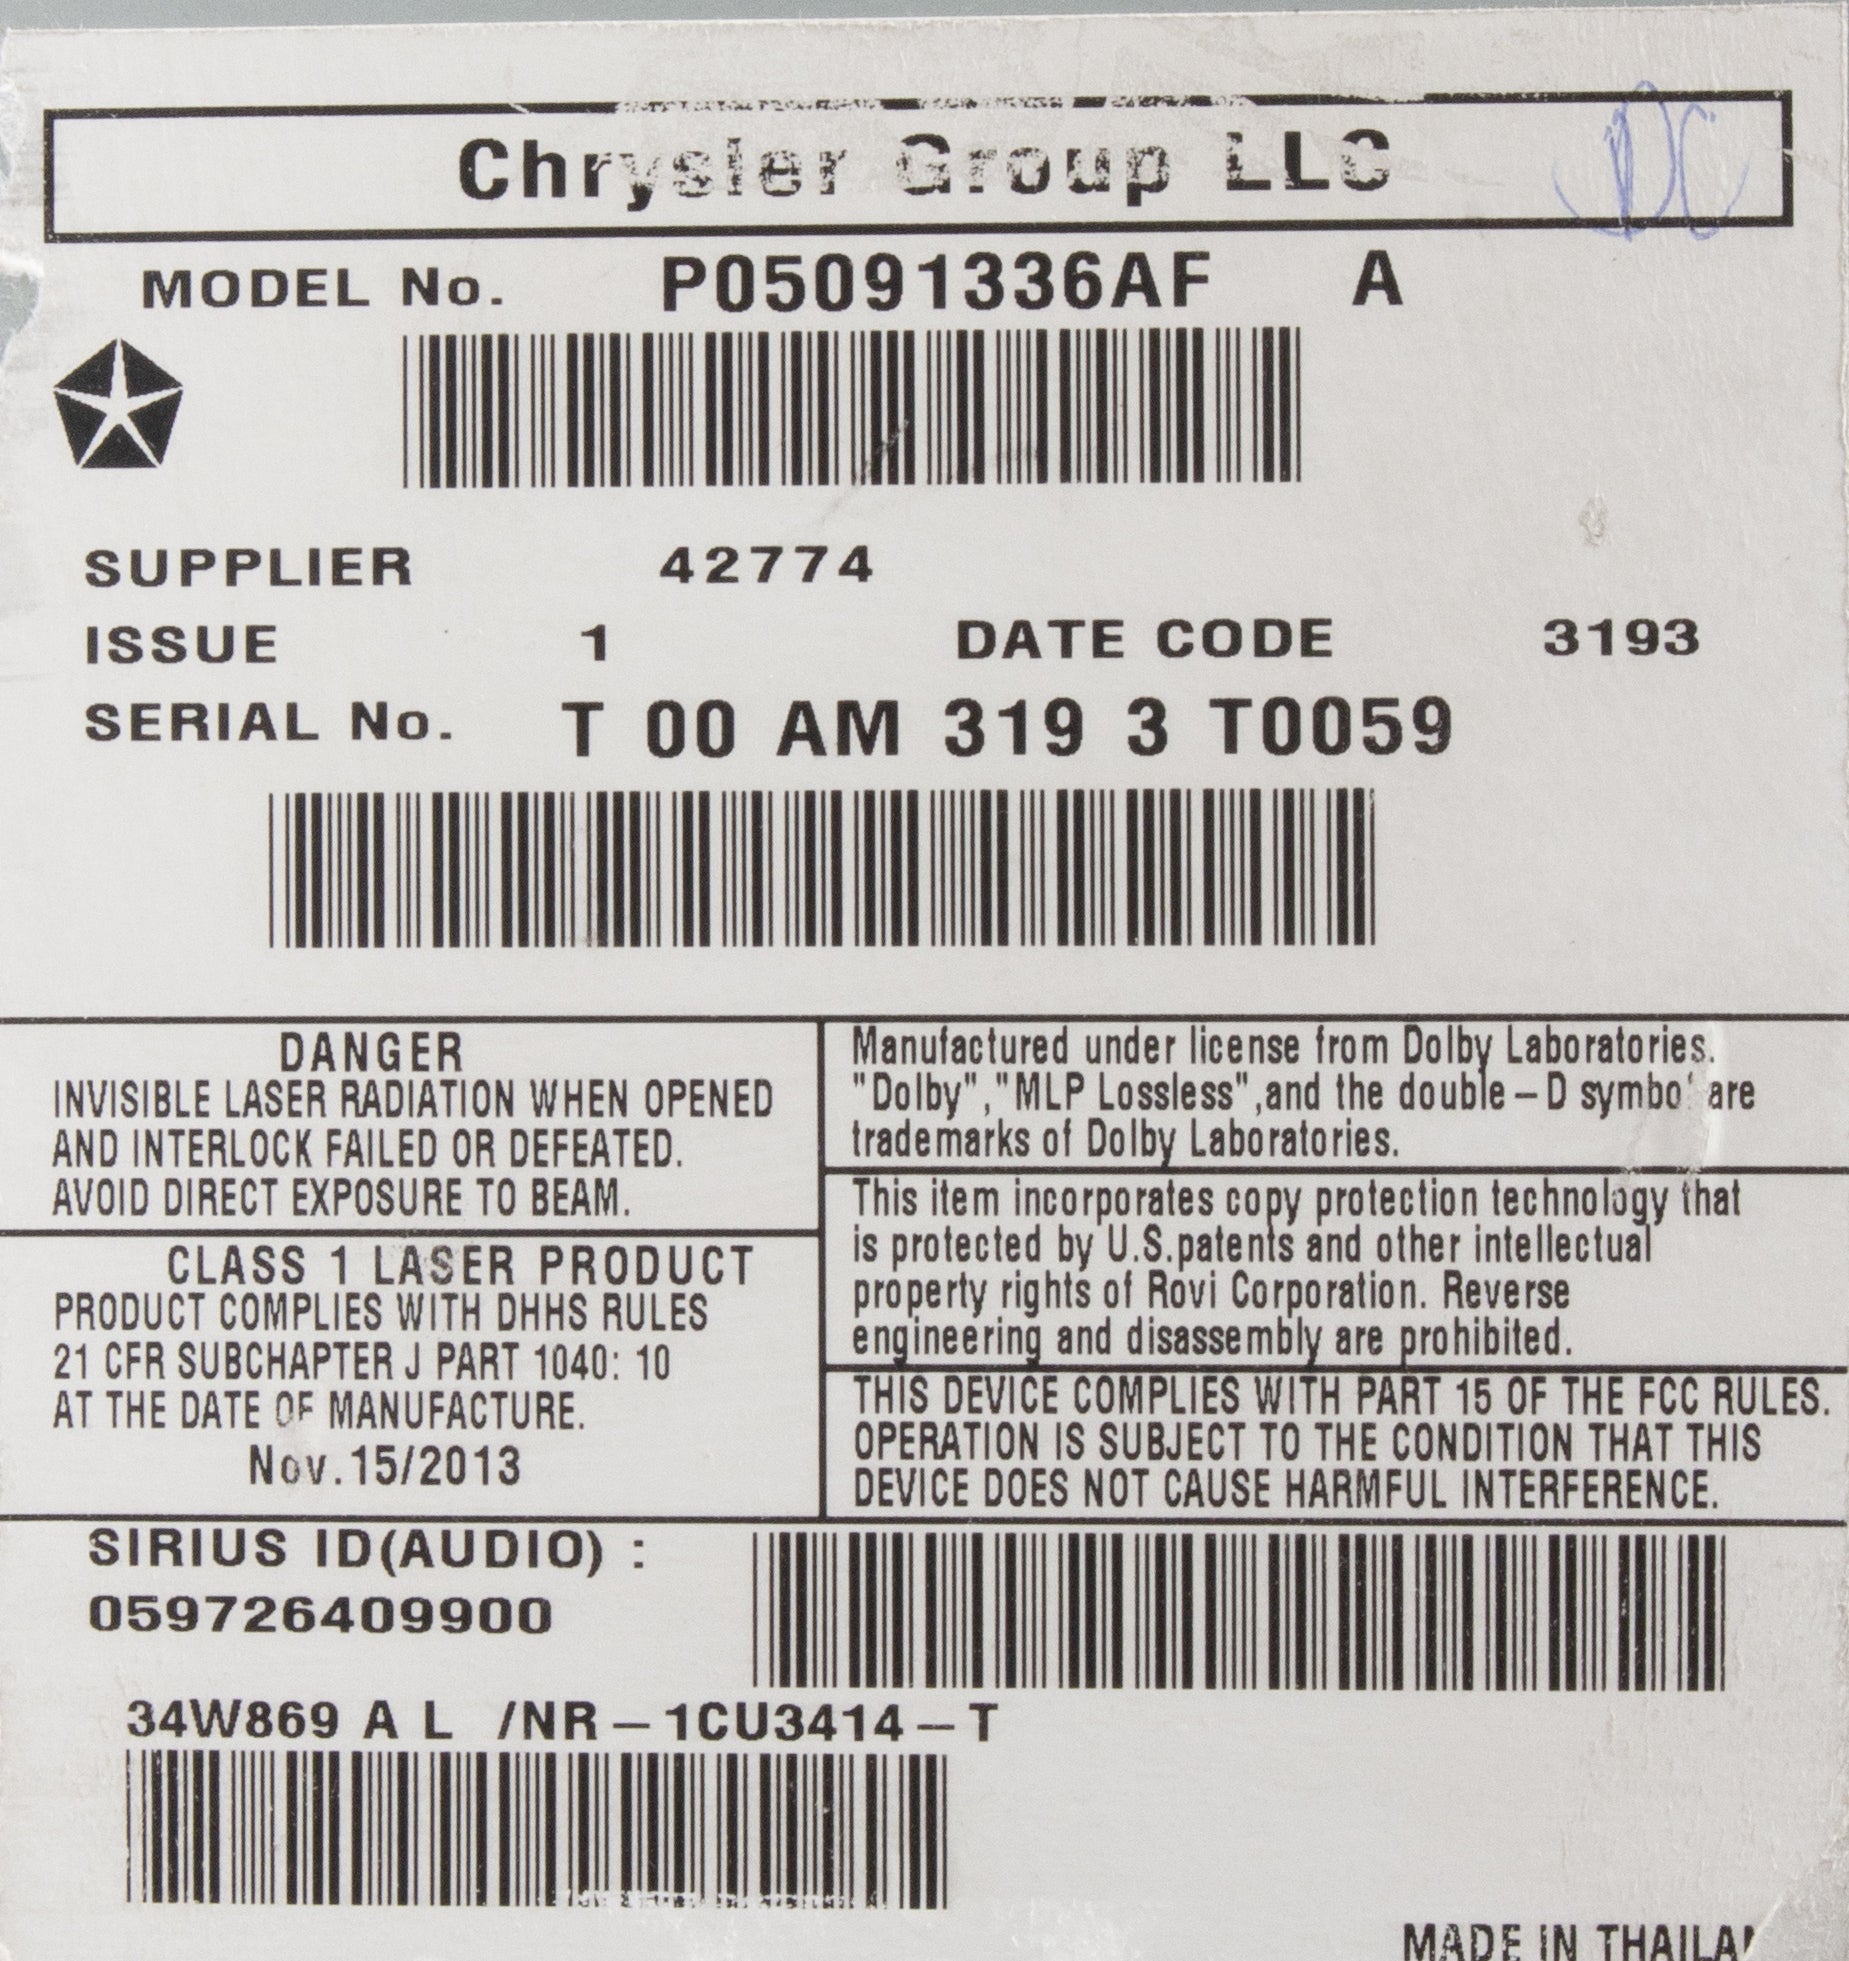 Chrysler Group LLC
DC
MODEL No. P05091336AF A
SUPPLIER 42774
ISSUE 1 DATE CODE 3193
SERIAL No. T 00 AM 319 3 T0059
DANGER
INVISIBLE LASER RADIATION WHEN OPENED
AND INTERLOCK FAILED OR DEFEATED.
AVOID DIRECT EXPOSURE TO BEAM.
CLASS 1 LASER PRODUCT
PRODUCT COMPLIES WITH DHHS RULES
21 CFR SUBCHAPTER J PART 1040: 10
AT THE DATE OF MANUFACTURE.
Nov.15/2013
Manufactured under license from Dolby Laboratories.
"Dolby","MLP Lossless",and the double-D symbol are
trademarks of Dolby Laboratories.
This item incorporates copy protection technology that
is protected by U.S.patents and other intellectual
property rights of Rovi Corporation. Reverse
engineering and disassembly are prohibited.
THIS DEVICE COMPLIES WITH PART 15 OF THE FCC RULES.
OPERATION IS SUBJECT TO THE CONDITION THAT THIS
DEVICE DOES NOT CAUSE HARMFUL INTERFERENCE.
SIRIUS ID(AUDIO) :
059726409900
34W869 A L /NR-1CU3414-T
MADE IN THAILA